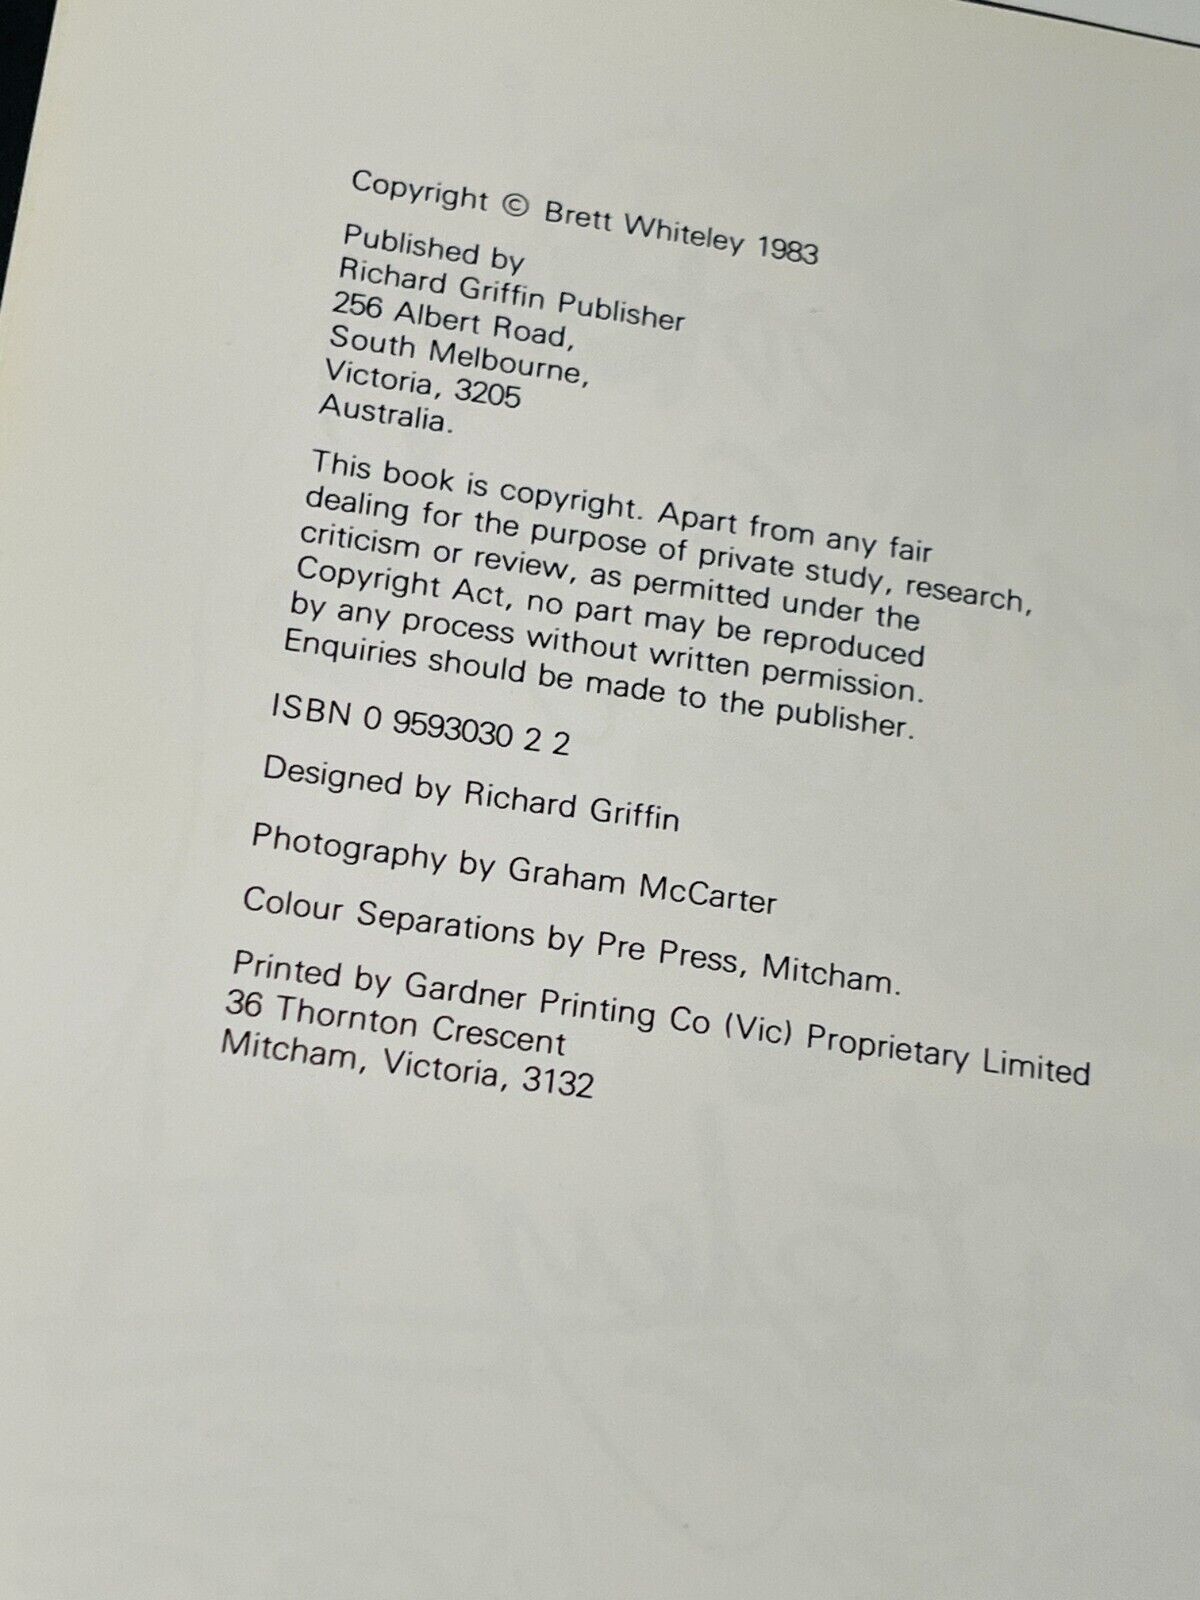 Copyright © Brett Whiteley 1983
Published by
Richard Griffin Publisher
256 Albert Road,
South Melbourne,
Victoria, 3205
Australia.
This book is copyright. Apart from any fair
dealing for the purpose of private study, research,
criticism or review, as permitted under the
Copyright Act, no part may be reproduced
by any process without written permission.
Enquiries should be made to the publisher.
ISBN 0 9593030 2 2
Designed by Richard Griffin
Photography by Graham McCarter
Colour Separations by Pre Press, Mitcham.
Printed by Gardner Printing Co (Vic) Proprietary Limited
36 Thornton Crescent
Mitcham, Victoria, 3132